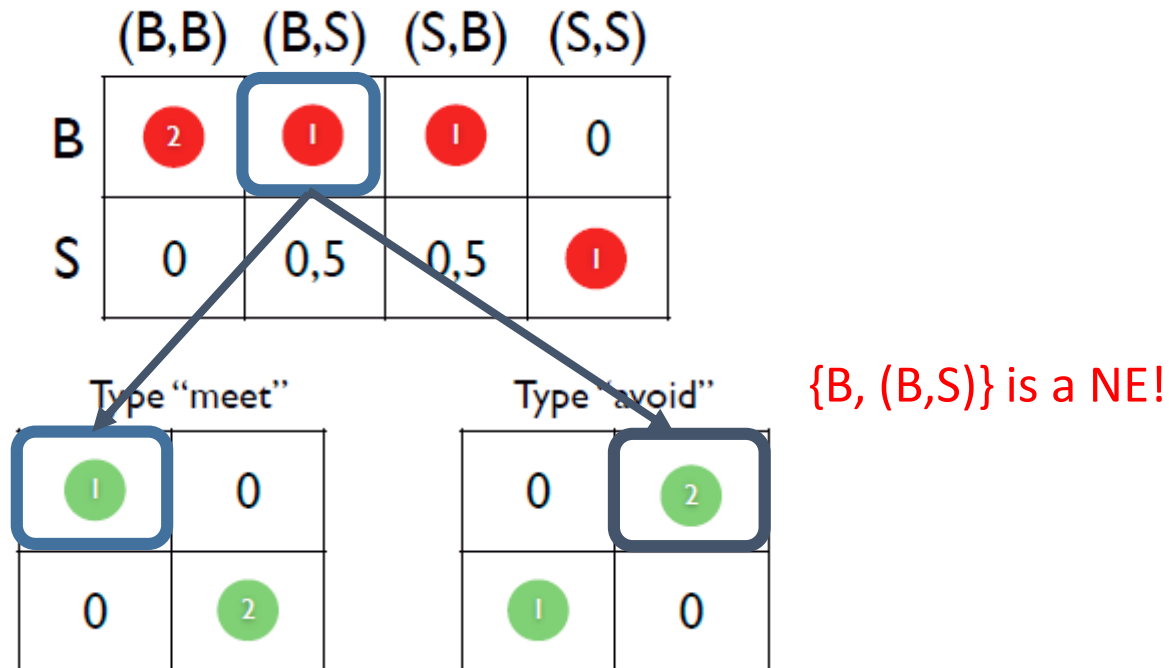 (B,B) (B,S) (S,B) (S,S)
B 2 1 1 0
S 0 0,5 0,5 1
Type “meet” Type “avoid”
{B, (B,S)} is a NE!
1 0 0 2
0 2 1 0